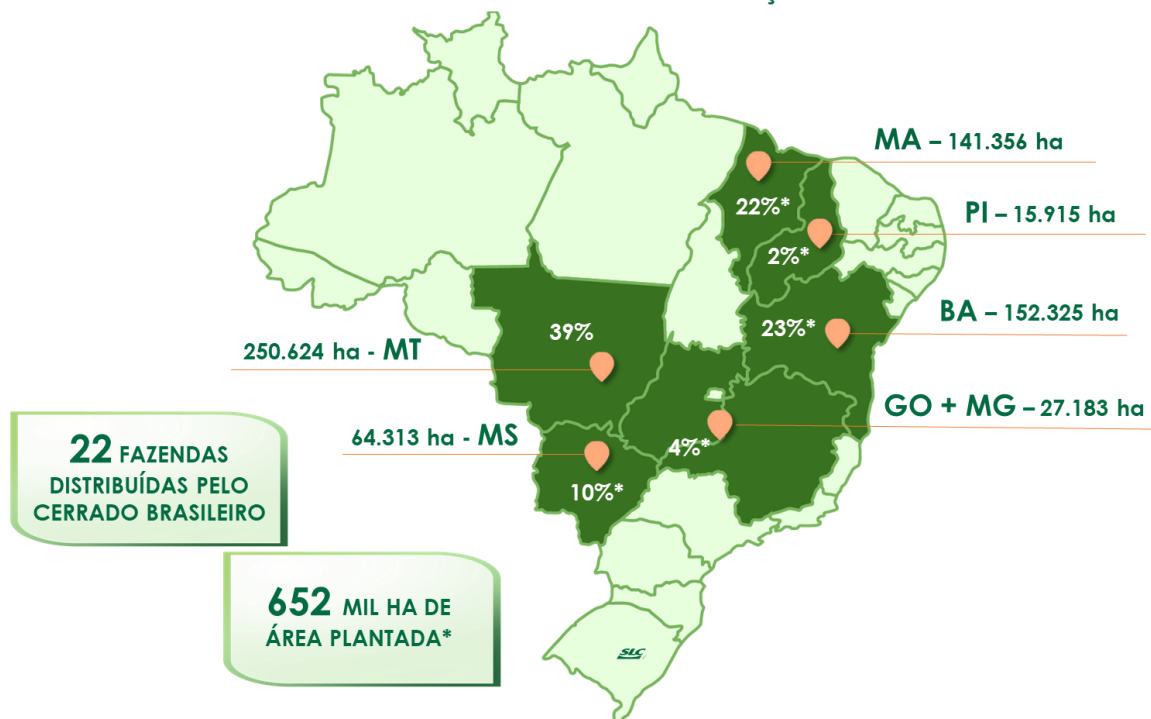 MA – 141.356 ha
22%*
PI – 15.915 ha
2%*
BA – 152.325 ha
23%*
39%
250.624 ha - MT
GO + MG – 27.183 ha
4%*
64.313 ha - MS
10%*
22 FAZENDAS
DISTRIBUÍDAS PELO
CERRADO BRASILEIRO
652 MIL HA DE
ÁREA PLANTADA*
SLC